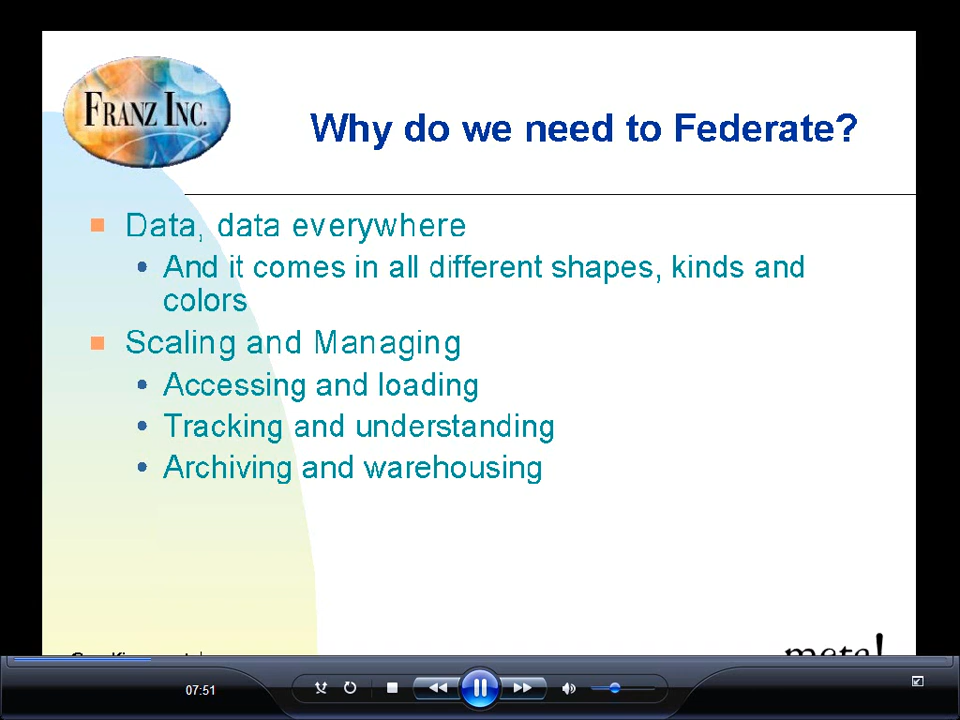 FRANZ INC.
Why do we need to Federate?
Data, data everywhere
• And it comes in all different shapes, kinds and
colors
Scaling and Managing
• Accessing and loading
• Tracking and understanding
• Archiving and warehousing
07:51